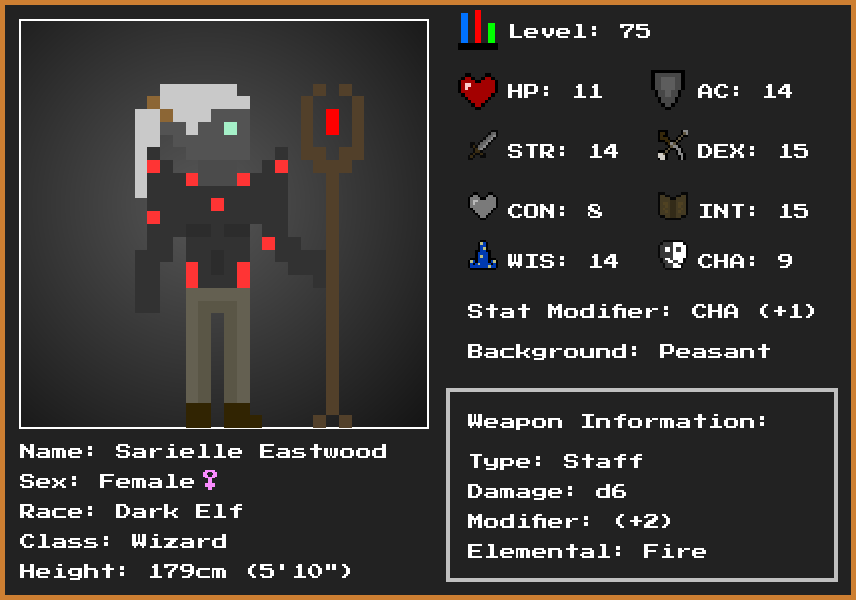 Level: 75
HP: 11
AC: 14
STR: 14
DEX: 15
CON: 8
INT: 15
WIS: 14
CHA: 9
Stat Modifier: CHA (+1)
Background: Peasant
Weapon Information:
Type: Staff
Damage: d6
Modifier: (+2)
Elemental: Fire
Name: Sarielle Eastwood
Sex: Female♀
Race: Dark Elf
Class: Wizard
Height: 179cm (5'10")